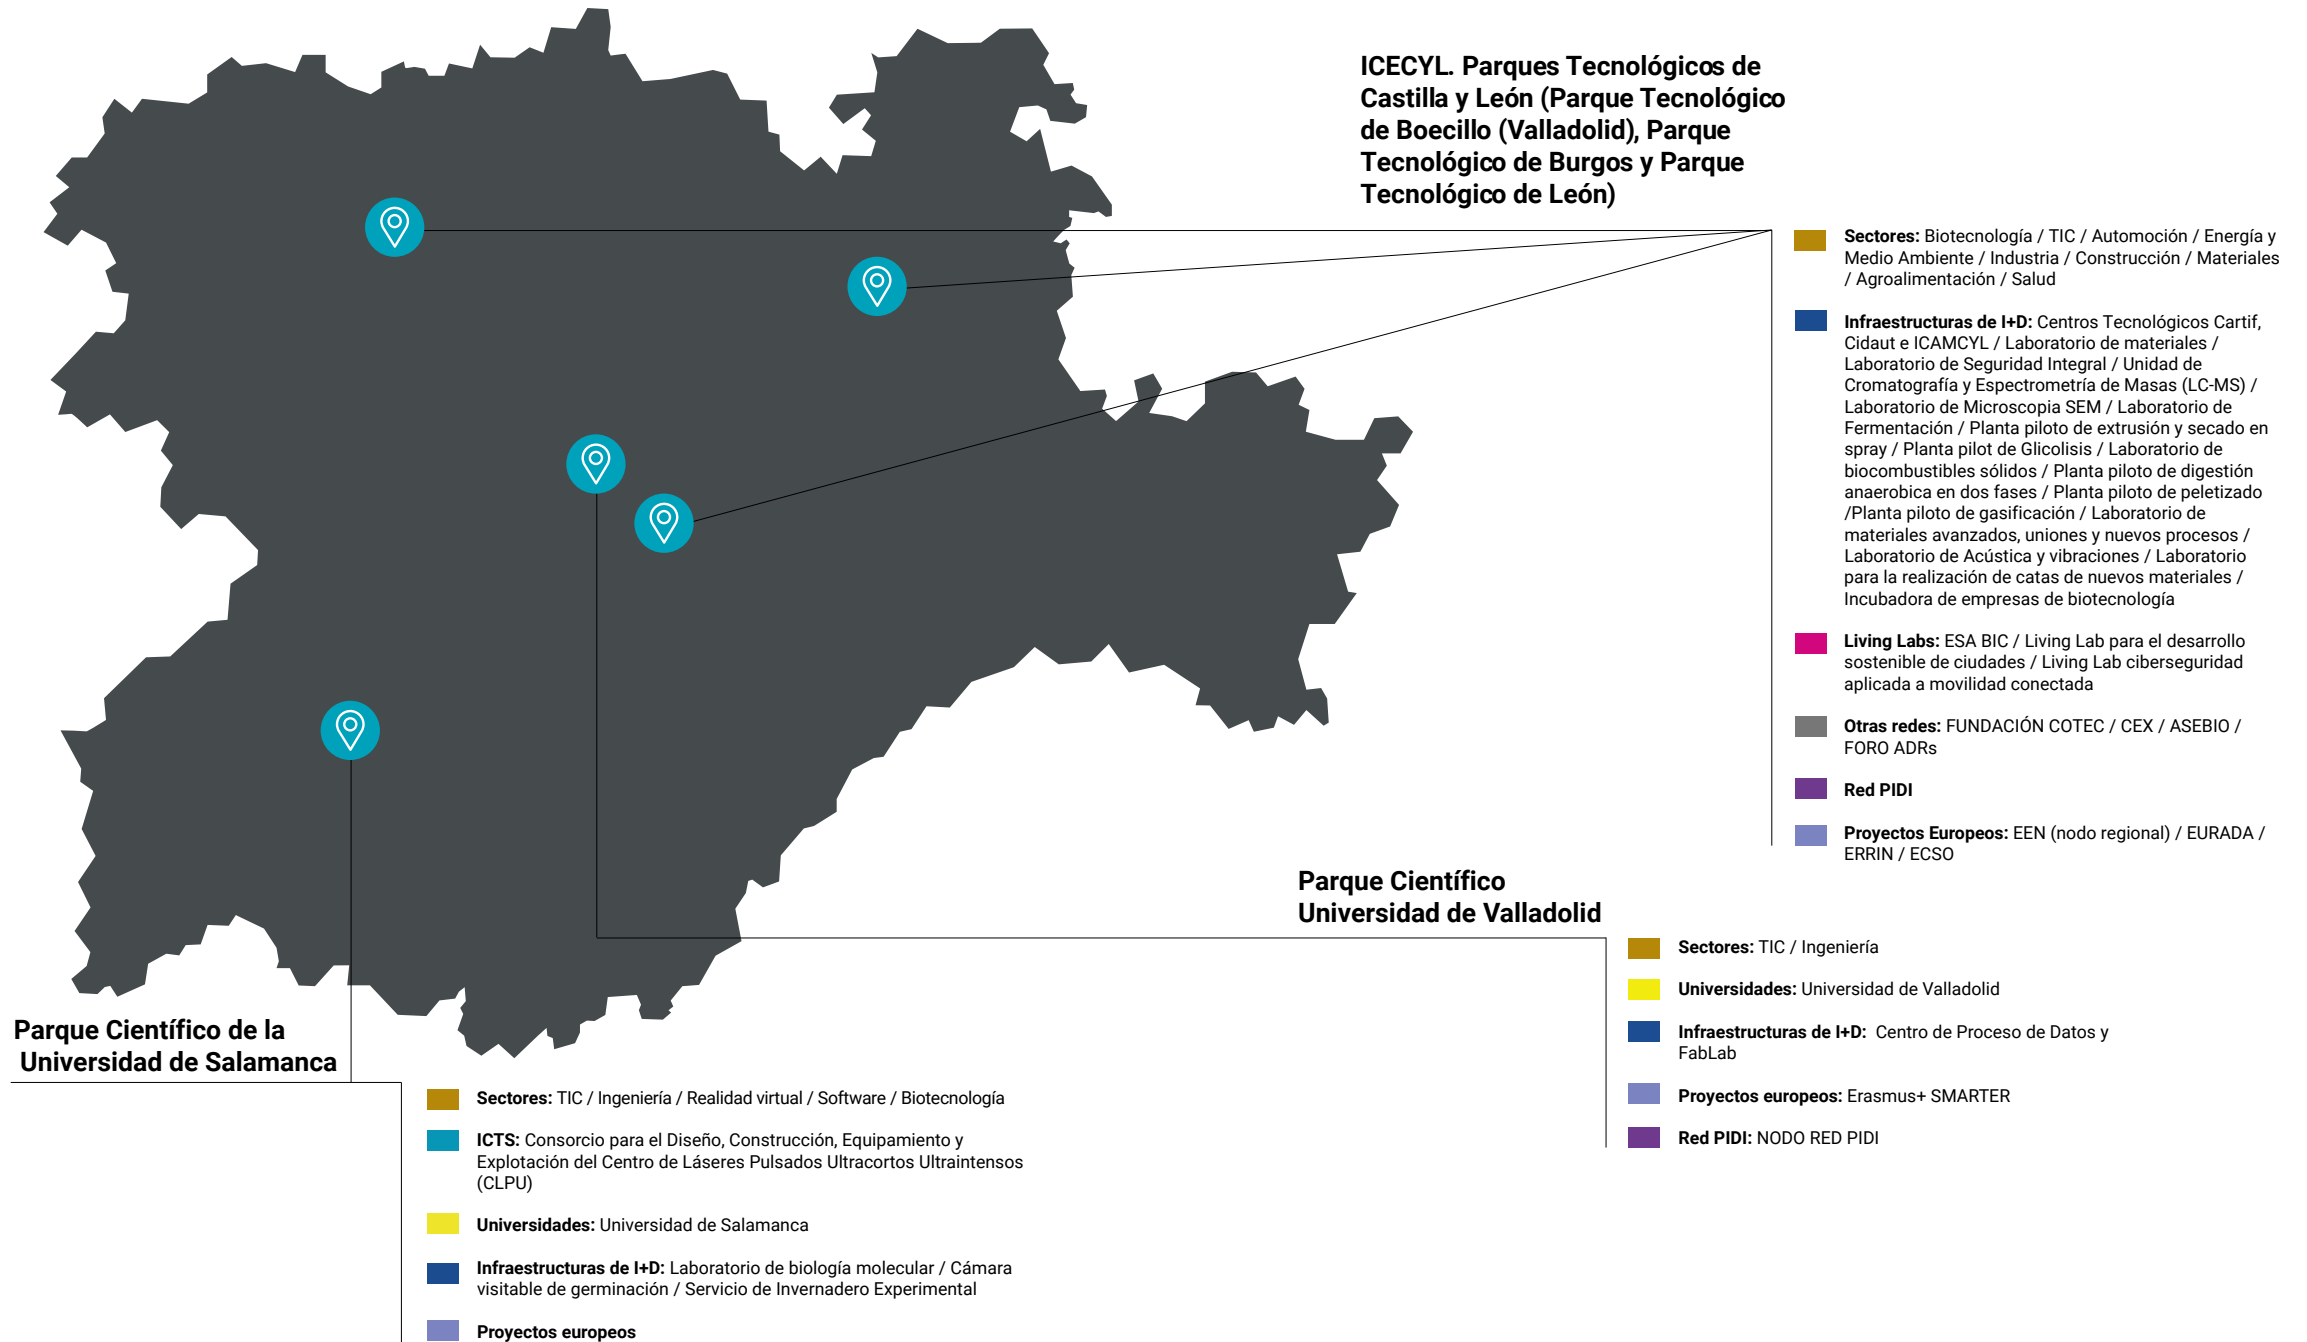 ICECYL. Parques Tecnológicos de
Castilla y León (Parque Tecnológico
de Boecillo (Valladolid), Parque
Tecnológico de Burgos y Parque
Tecnológico de León)
Sectores: Biotecnología / TIC / Automoción / Energía y
Medio Ambiente / Industria / Construcción / Materiales
/ Agroalimentación / Salud
Infraestructuras de I+D: Centros Tecnológicos Cartif,
Cidaut e ICAMCYL / Laboratorio de materiales /
Laboratorio de Seguridad Integral / Unidad de
Cromatografía y Espectrometría de Masas (LC-MS) /
Laboratorio de Microscopia SEM / Laboratorio de
Fermentación / Planta piloto de extrusión y secado en
spray / Planta pilot de Glicolisis / Laboratorio de
biocombustibles sólidos / Planta piloto de digestión
anaerobica en dos fases / Planta piloto de peletizado
/Planta piloto de gasificación / Laboratorio de
materiales avanzados, uniones y nuevos procesos /
Laboratorio de Acústica y vibraciones / Laboratorio
para la realización de catas de nuevos materiales /
Incubadora de empresas de biotecnología
Living Labs: ESA BIC / Living Lab para el desarrollo
sostenible de ciudades / Living Lab ciberseguridad
aplicada a movilidad conectada
Otras redes: FUNDACIÓN COTEC / CEX / ASEBIO /
FORO ADRs
Red PIDI
Proyectos Europeos: EEN (nodo regional) / EURADA /
ERRIN / ECSO
Parque Científico
Universidad de Valladolid
Sectores: TIC / Ingeniería
Universidades: Universidad de Valladolid
Infraestructuras de I+D: Centro de Proceso de Datos y
FabLab
Proyectos europeos: Erasmus+ SMARTER
Red PIDI: NODO RED PIDI
Parque Científico de la
Universidad de Salamanca
Sectores: TIC / Ingeniería / Realidad virtual / Software / Biotecnología
ICTS: Consorcio para el Diseño, Construcción, Equipamiento y
Explotación del Centro de Láseres Pulsados Ultracortos Ultraintensos
(CLPU)
Universidades: Universidad de Salamanca
Infraestructuras de I+D: Laboratorio de biología molecular / Cámara
visitable de germinación / Servicio de Invernadero Experimental
Proyectos europeos